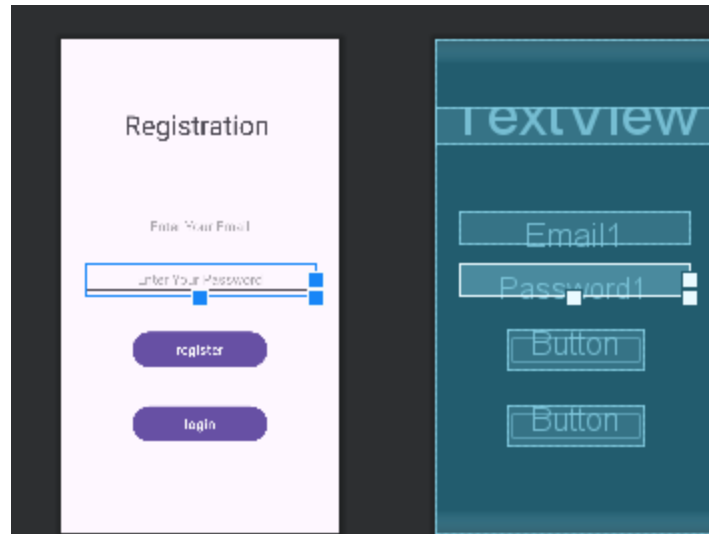 Registration
Enter Your Email
Enter Your Password
register
login
TextView
Email1
Password1
Button
Button